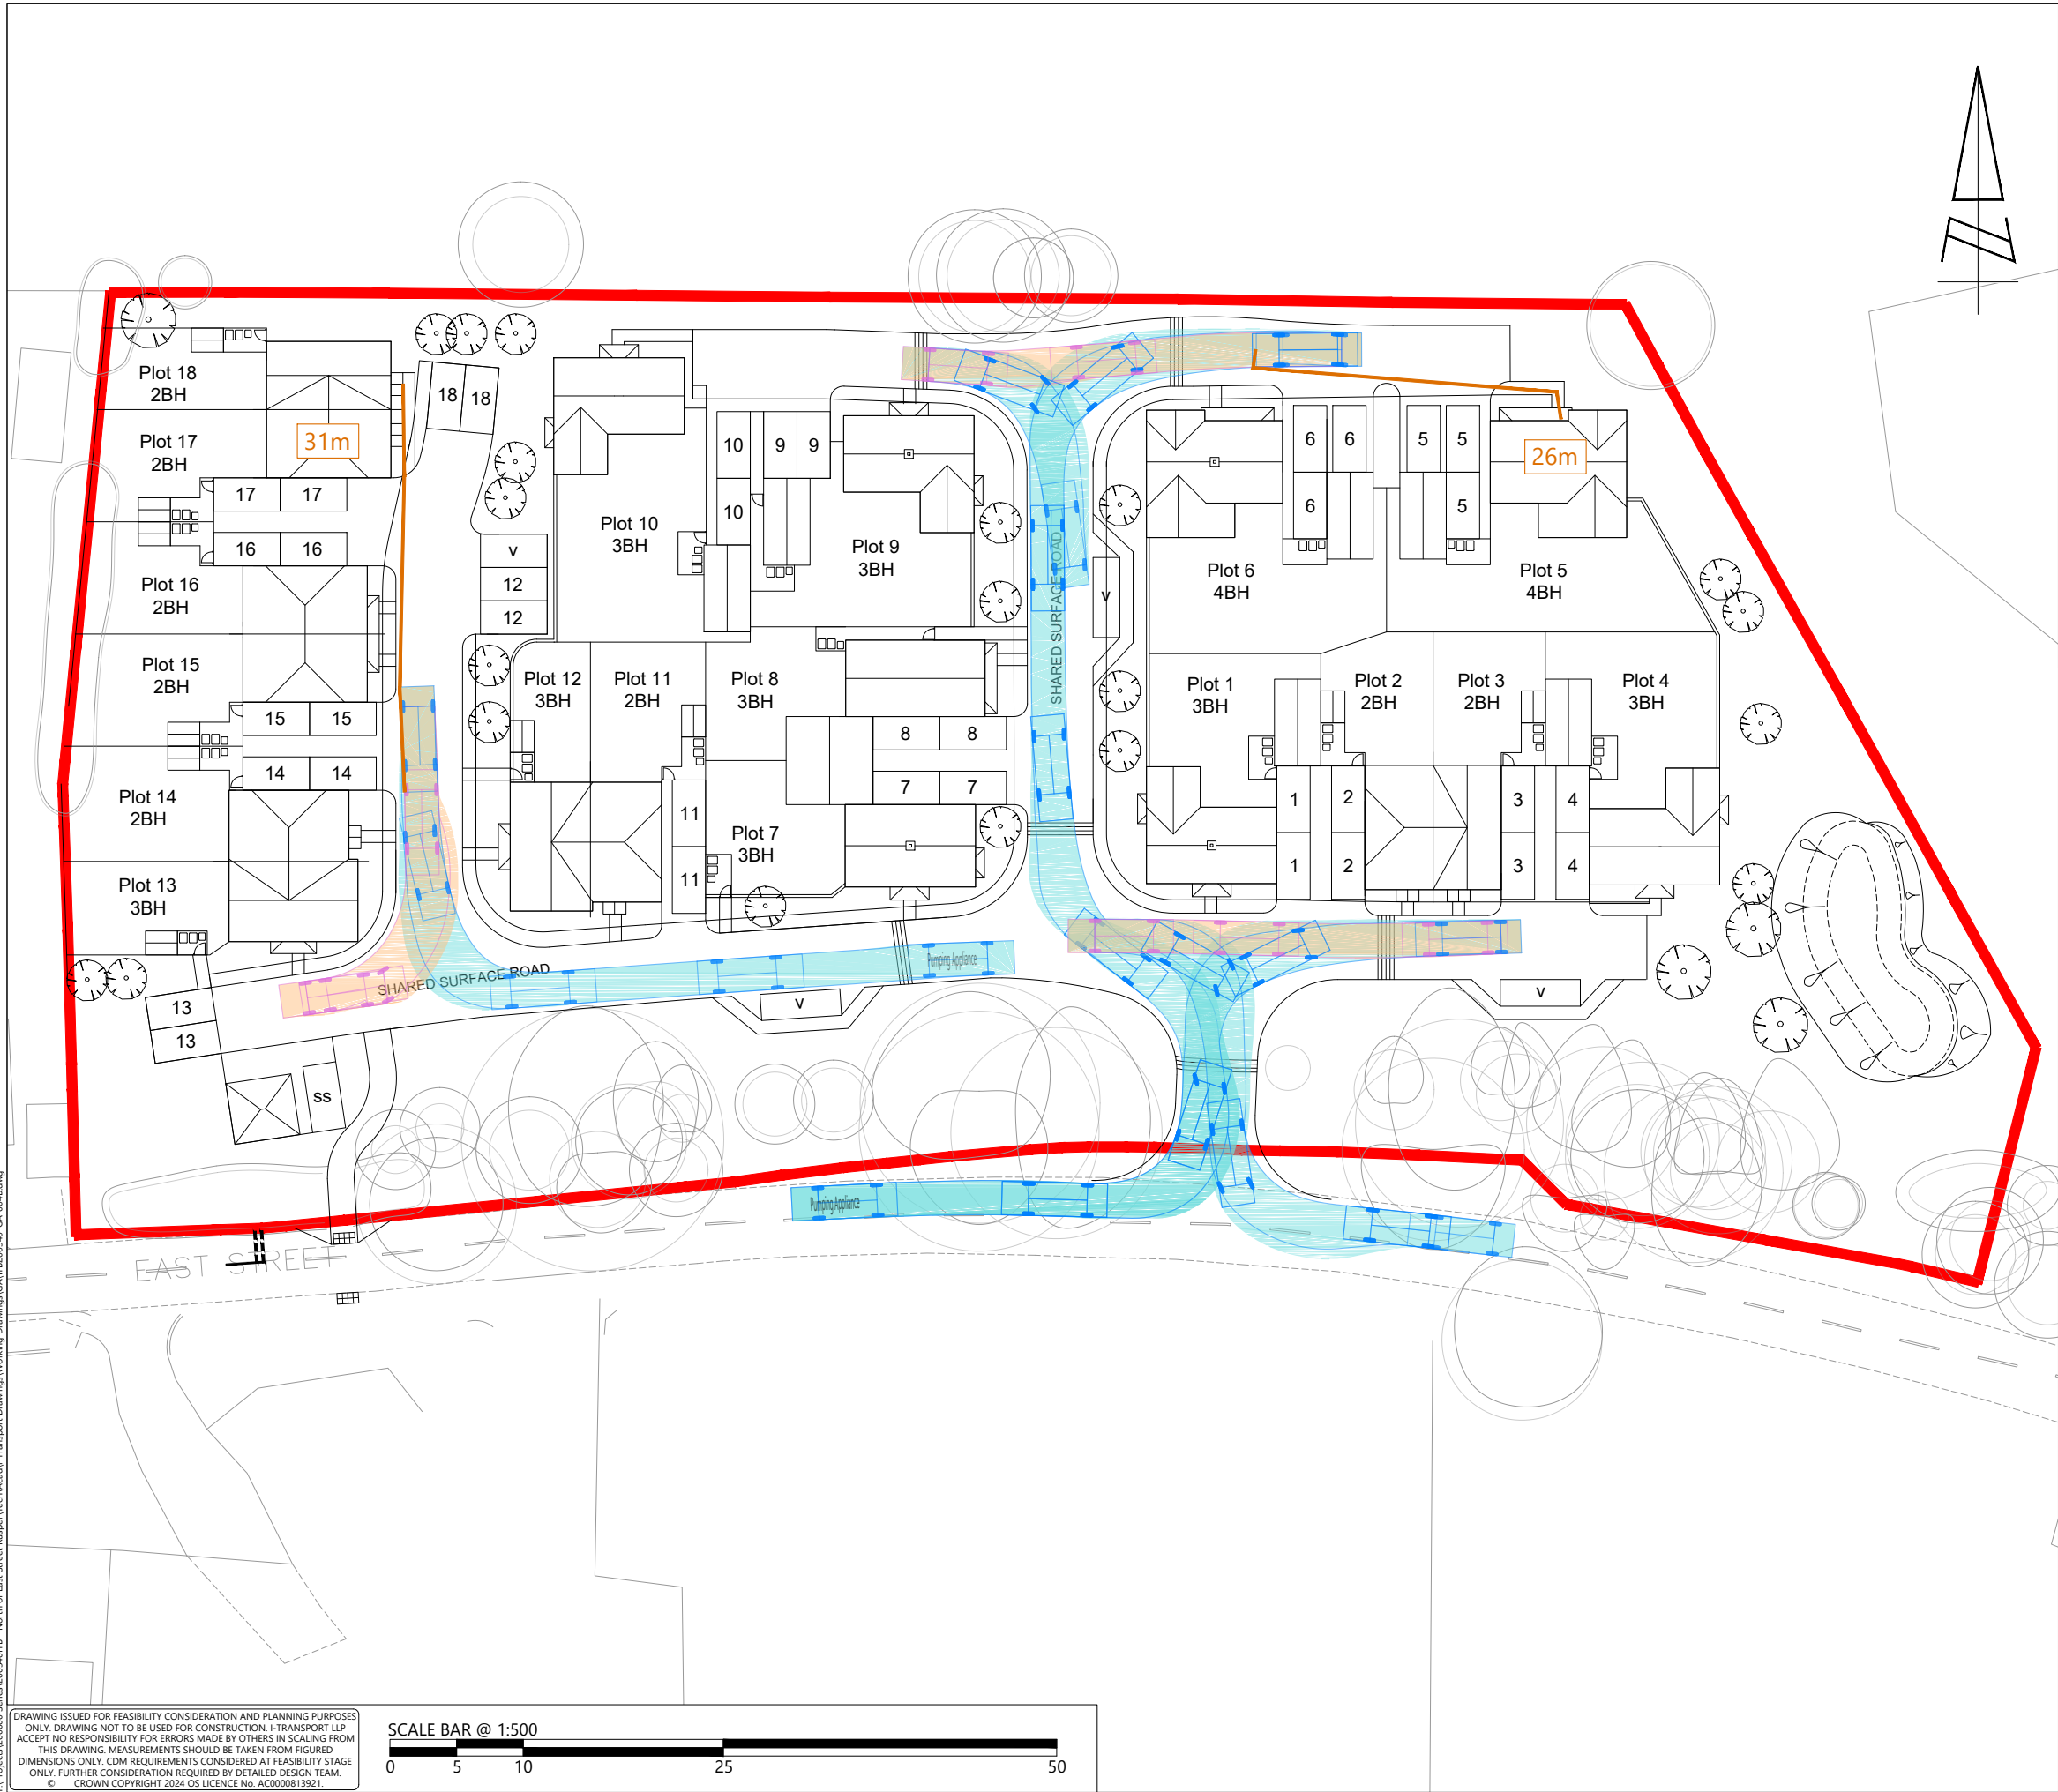 Plot 18
2BH
18
18
31m
Plot 17
2BH
17
17
16
16
Plot 16
2BH
Plot 15
2BH
15
15
14
14
Plot 14
2BH
Plot 13
3BH
13
13
SS
V
12
12
Plot 10
3BH
10
10
9
9
Plot 9
3BH
Plot 12
3BH
Plot 11
2BH
Plot 8
3BH
8
8
7
7
11
11
Plot 7
3BH
SHARED SURFACE ROAD
Pumping Appliance
V
SHARED SURFACE ROAD
V
6
6
6
5
5
5
26m
Plot 6
4BH
Plot 5
4BH
Plot 1
3BH
Plot 2
2BH
Plot 3
2BH
Plot 4
3BH
1
1
2
2
3
3
4
4
V
Pumping Appliance
EAST STREET
N
DRAWING ISSUED FOR FEASIBILITY CONSIDERATION AND PLANNING PURPOSES
ONLY. DRAWING NOT TO BE USED FOR CONSTRUCTION. I-TRANSPORT LLP
ACCEPT NO RESPONSIBILITY FOR ERRORS MADE BY OTHERS IN SCALING FROM
THIS DRAWING. MEASUREMENTS SHOULD BE TAKEN FROM FIGURED
DIMENSIONS ONLY. CDM REQUIREMENTS CONSIDERED AT FEASIBILITY STAGE
ONLY. FURTHER CONSIDERATION REQUIRED BY DETAILED DESIGN TEAM.
© CROWN COPYRIGHT 2024 OS LICENCE No. AC0000813921.
SCALE BAR @ 1:500
0 5 10 25 50